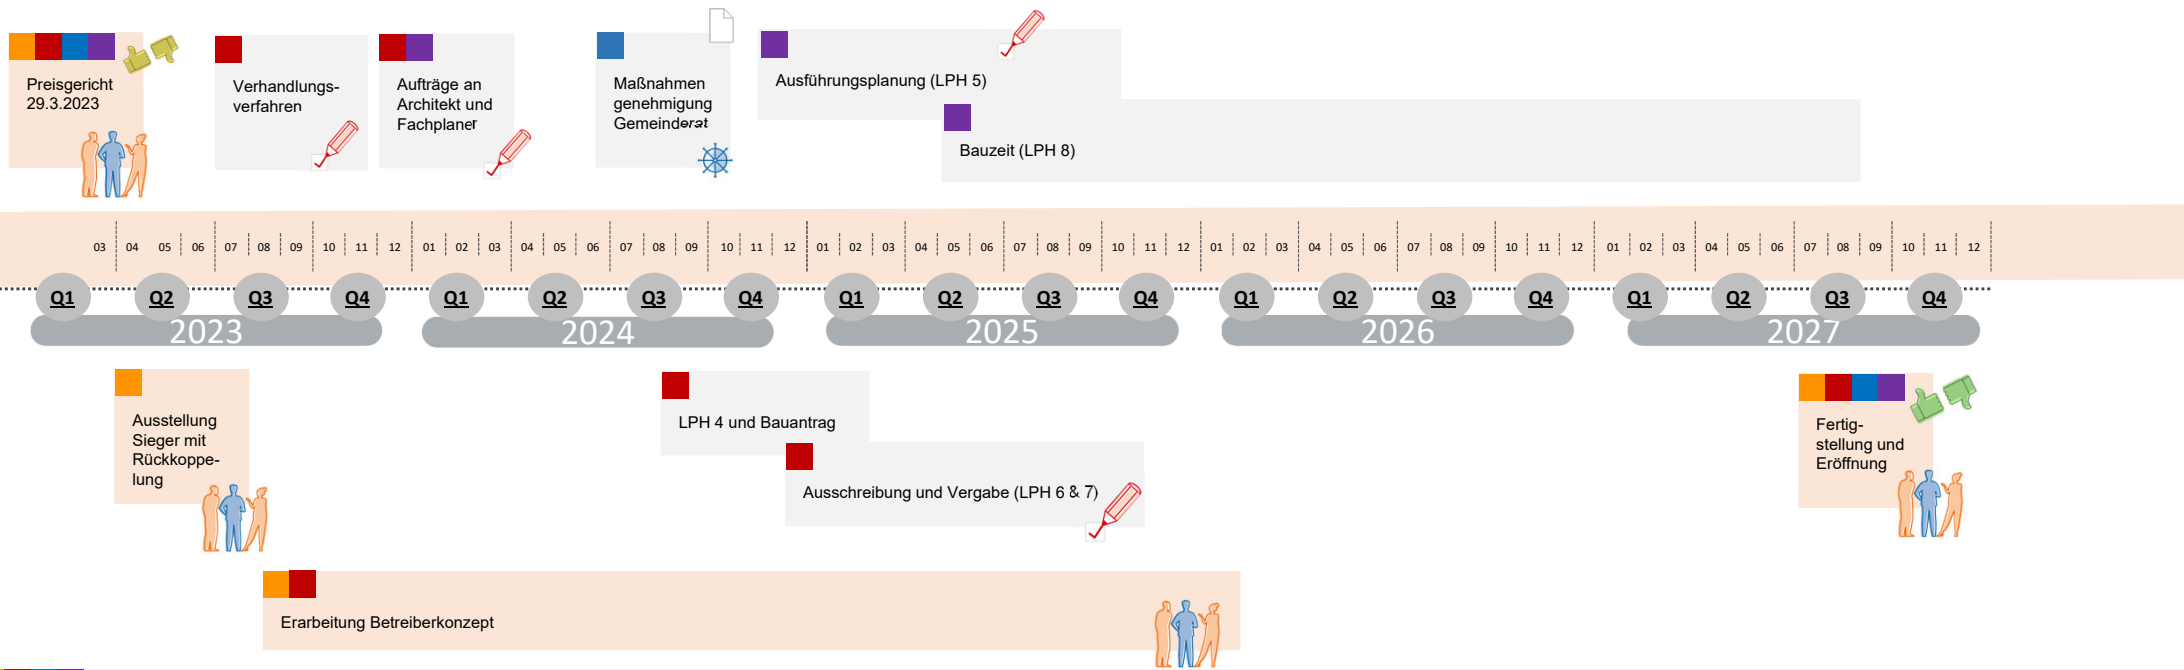 Preisgericht
29.3.2023
Verhandlungs-
verfahren
Aufträge an
Architekt und
Fachplaner
Maßnahmen
genehmigung
Gemeinderat
Ausführungsplanung (LPH 5)
Bauzeit (LPH 8)
03 04 05 06 07 08 09 10 11 12 01 02 03 04 05 06 07 08 09 10 11 12 01 02 03 04 05 06 07 08 09 10 11 12 01 02 03 04 05 06 07 08 09 10 11 12 01 02 03 04 05 06 07 08 09 10 11 12
Q1 Q2 Q3 Q4 Q1 Q2 Q3 Q4 Q1 Q2 Q3 Q4 Q1 Q2 Q3 Q4 Q1 Q2 Q3 Q4
2023 2024 2025 2026 2027
Ausstellung
Sieger mit
Rückkoppe-
lung
LPH 4 und Bauantrag
Ausschreibung und Vergabe (LPH 6 & 7)
Fertig-
stellung und
Eröffnung
Erarbeitung Betreiberkonzept